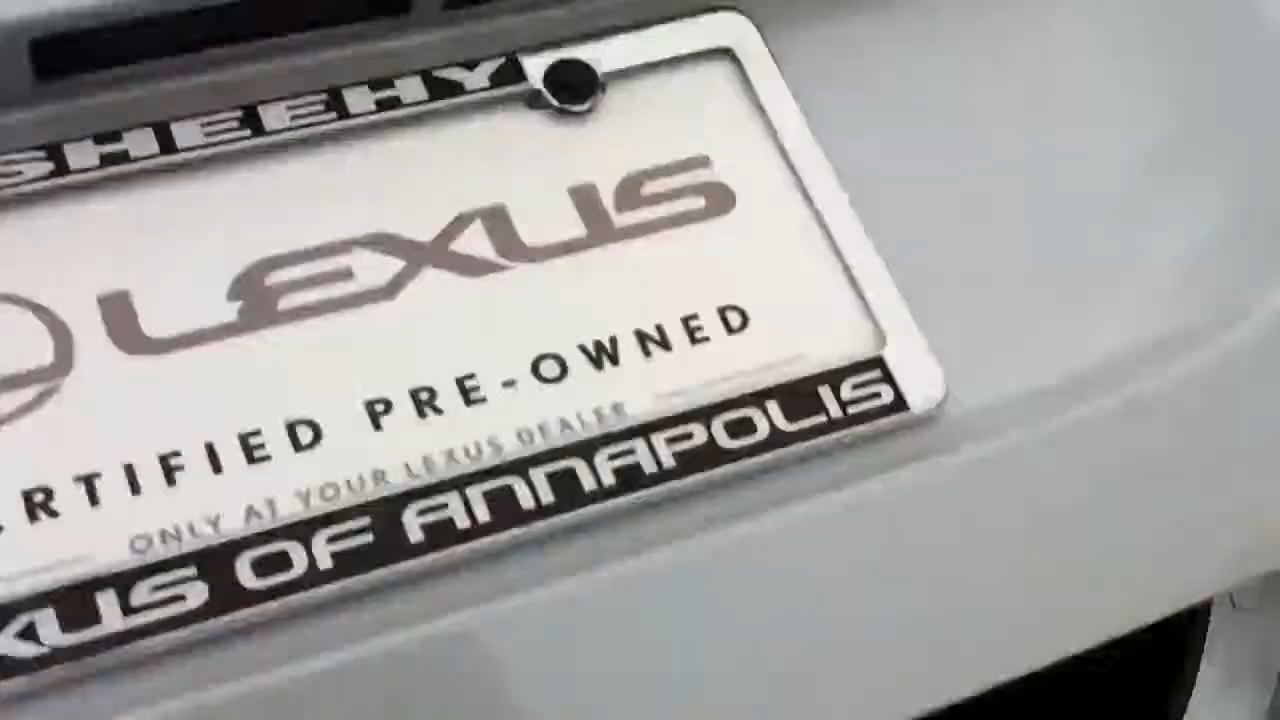 SHEEHY
LEXUS
RTIFIED PRE-OWNED
ONLY AT YOUR LEXUS DEALER
XUS OF ANNAPOLIS